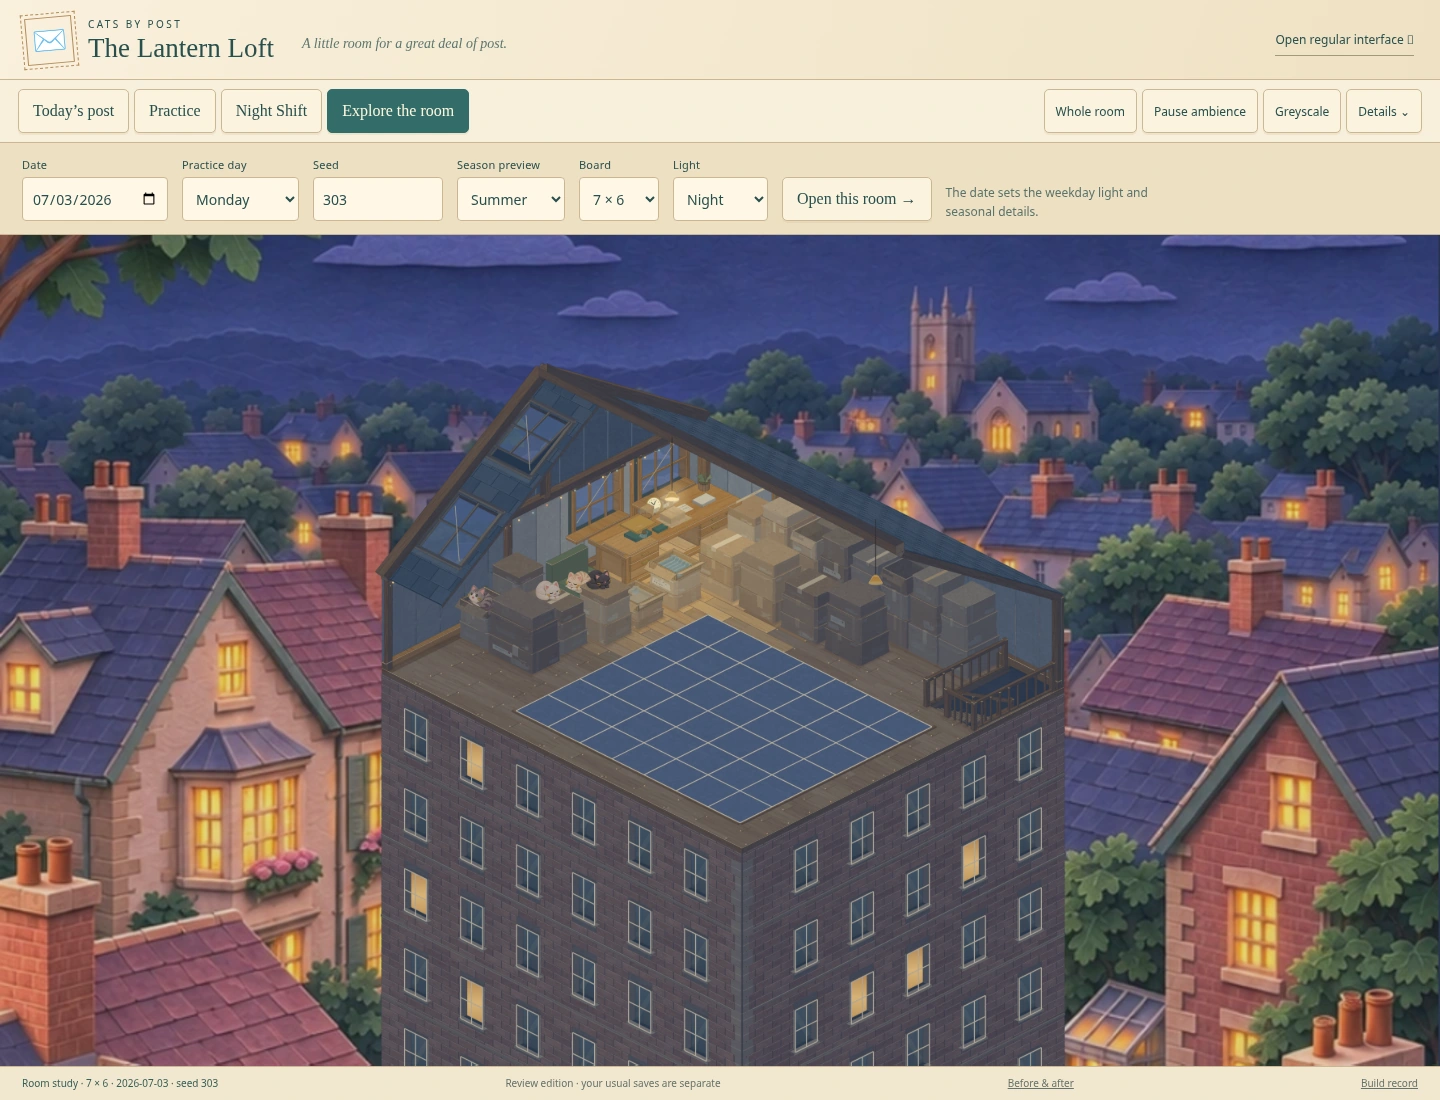 CATS BY POST
The Lantern Loft
A little room for a great deal of post.
Open regular interface
Today’s post
Practice
Night Shift
Explore the room
Whole room
Pause ambience
Greyscale
Details ⌄
Date
Practice day
Seed
Season preview
Board
Light
07/03/2026
Monday
303
Summer
7 × 6
Night
Open this room →
The date sets the weekday light and
seasonal details.
Room study · 7 × 6 · 2026-07-03 · seed 303
Review edition · your usual saves are separate
Before & after
Build record